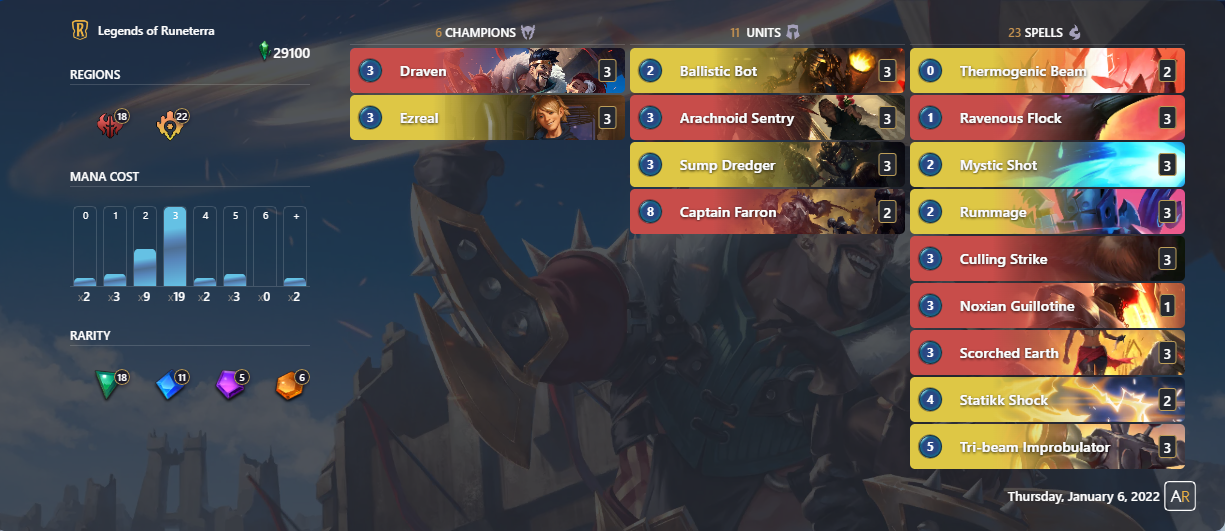 Legends of Runeterra
29100
REGIONS
18 22
MANA COST
0 1 2 3 4 5 6 +
x2 x3 x9 x19 x2 x3 x0 x2
RARITY
18 11 5 6
6 CHAMPIONS
3 Draven 3
3 Ezreal 3
11 UNITS
2 Ballistic Bot 3
3 Arachnoid Sentry 3
3 Sump Dredger 3
8 Captain Farron 2
23 SPELLS
0 Thermogenic Beam 2
1 Ravenous Flock 3
2 Mystic Shot 3
2 Rummage 3
3 Culling Strike 3
3 Noxian Guillotine 1
3 Scorched Earth 3
4 Statikk Shock 2
5 Tri-beam Improbulator 3
Thursday, January 6, 2022 AR